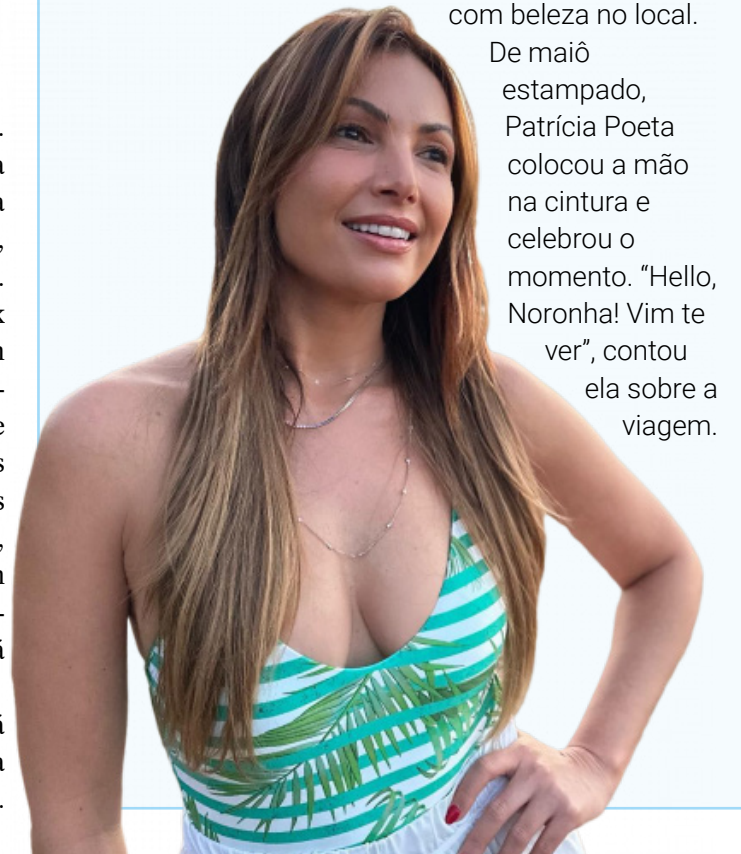 com beleza no local.
De maiô
estampado,
Patrícia Poeta
colocou a mão
na cintura e
celebrou o
momento. “Hello,
Noronha! Vim te
ver”, contou
ela sobre a
viagem.